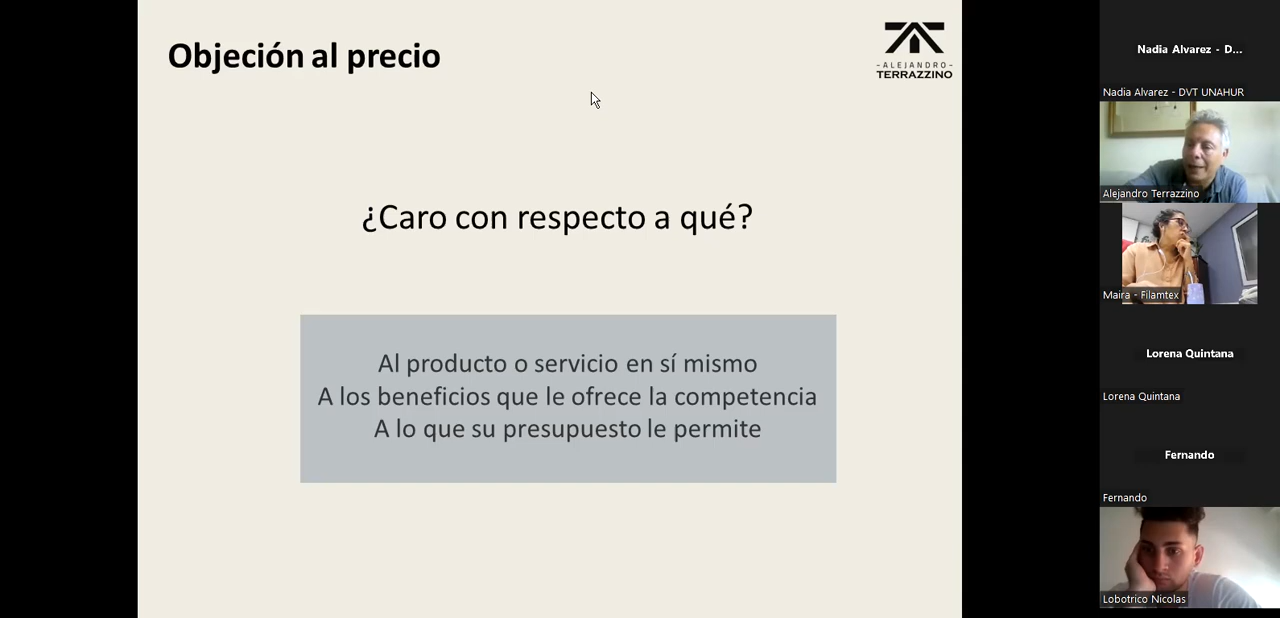 Objeción al precio
- ALEJANDRO -
TERRAZZINO
¿Caro con respecto a qué?
Al producto o servicio en sí mismo
A los beneficios que le ofrece la competencia
A lo que su presupuesto le permite
Nadia Alvarez - D...
Nadia Alvarez - DVT UNAHUR
Alejandro Terrazzino
Maira - Filamtex
Lorena Quintana
Lorena Quintana
Fernando
Fernando
Lobotrico Nicolas